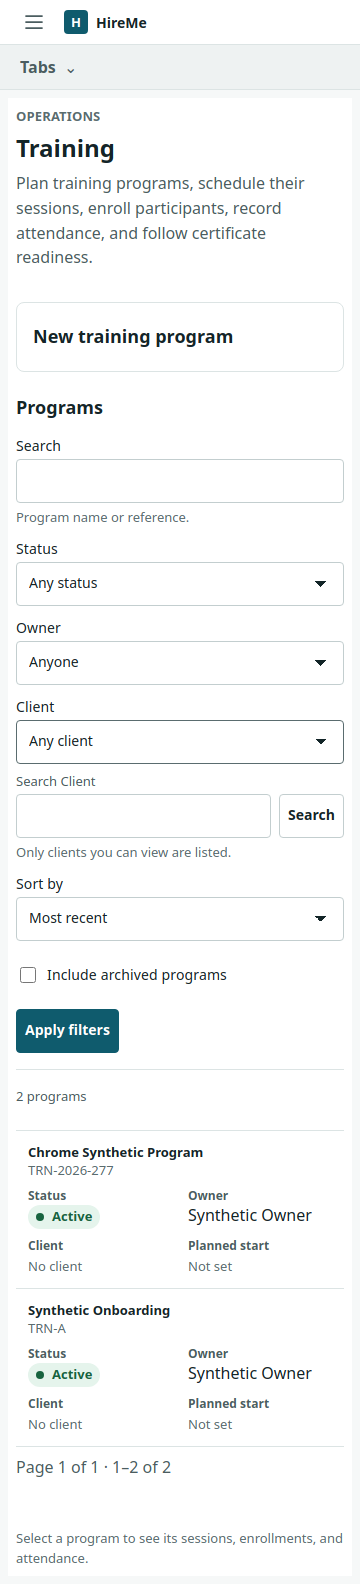 H HireMe
Tabs
OPERATIONS
Training
Plan training programs, schedule their
sessions, enroll participants, record
attendance, and follow certificate
readiness.
New training program
Programs
Search
Program name or reference.
Status
Any status
Owner
Anyone
Client
Any client
Search Client
Search
Only clients you can view are listed.
Sort by
Most recent
Include archived programs
Apply filters
2 programs
Chrome Synthetic Program
TRN-2026-277
Status Owner
Active Synthetic Owner
Client Planned start
No client Not set
Synthetic Onboarding
TRN-A
Status Owner
Active Synthetic Owner
Client Planned start
No client Not set
Page 1 of 1 · 1–2 of 2
Select a program to see its sessions, enrollments, and
attendance.